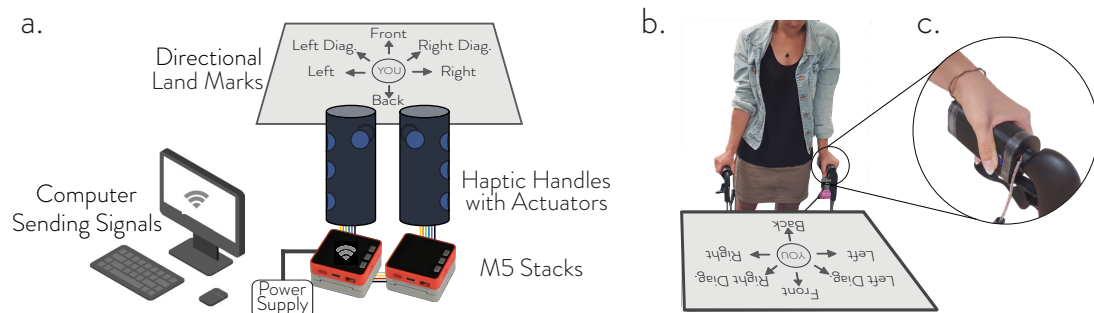 a.
Directional
Land Marks
Front
Left Diag.
Right Diag.
Left
YOU
Right
Back
Computer
Sending Signals
Haptic Handles
with Actuators
M5 Stacks
Power
Supply
b.
Back
Right
YOU
Left
Right Diag.
Left Diag.
Front
c.